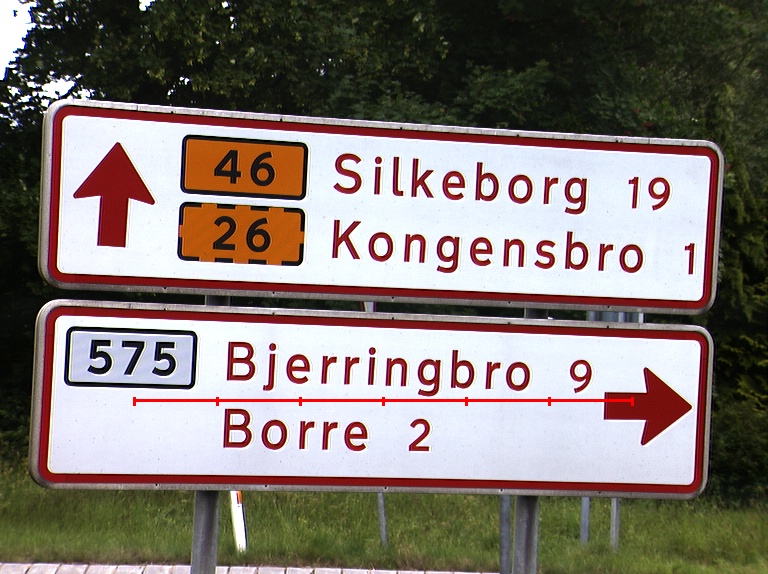 46 Silkeborg 19
26 Kongensbro 1
575 Bjerringbro 9
Borre 2